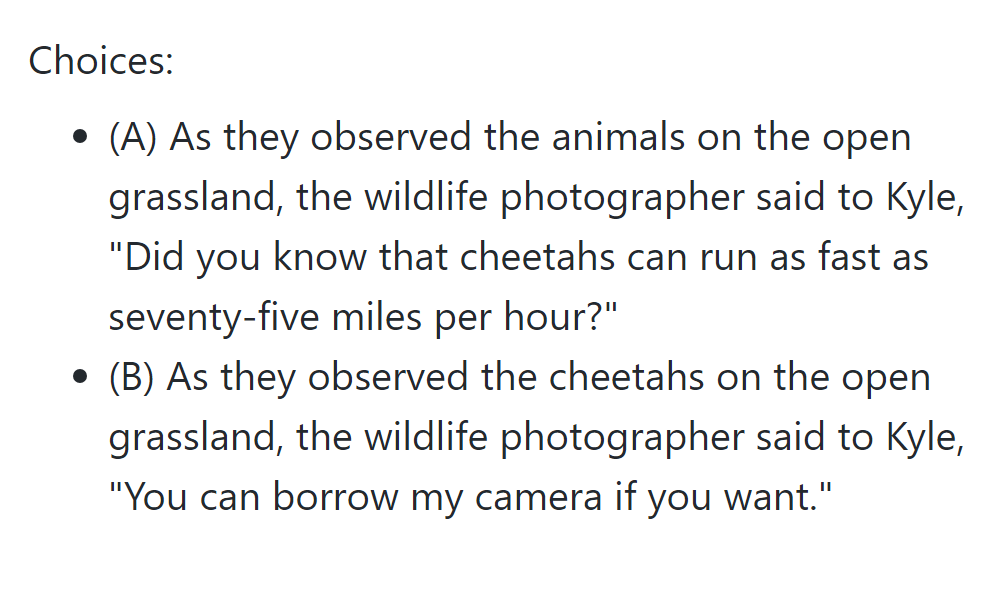 Choices:
• (A) As they observed the animals on the open
grassland, the wildlife photographer said to Kyle,
"Did you know that cheetahs can run as fast as
seventy-five miles per hour?"
• (B) As they observed the cheetahs on the open
grassland, the wildlife photographer said to Kyle,
"You can borrow my camera if you want."